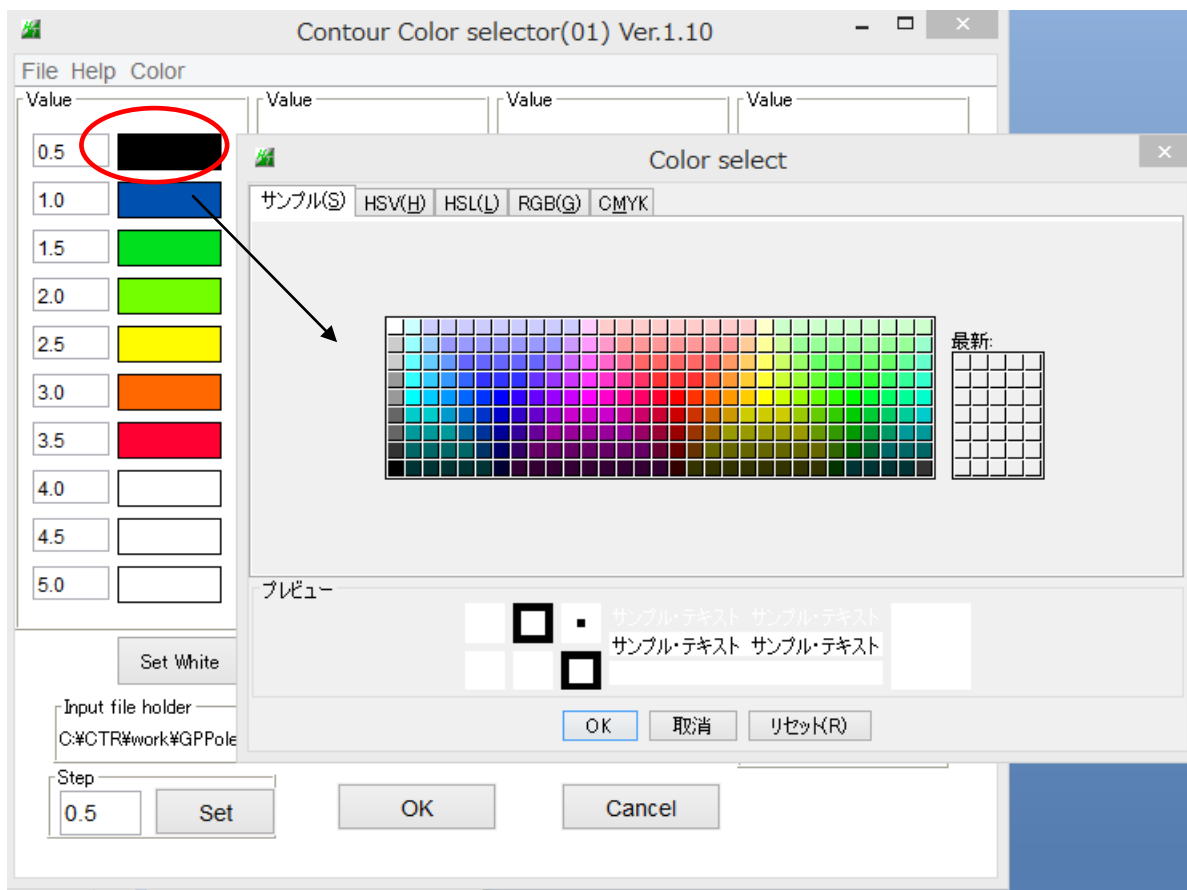 Contour Color selector(01) Ver.1.10
File Help Color
Value Value Value Value
0.5
1.0
1.5
2.0
2.5
3.0
3.5
4.0
4.5
5.0
Set White
Input file holder
C:¥CTR¥work¥GPPole
Step
0.5 Set OK Cancel
Color select
サンプル(S) HSV(H) HSL(L) RGB(G) CMYK
最新:
プレビュー
サンプル・テキスト サンプル・テキスト
サンプル・テキスト サンプル・テキスト
OK 取消 リセット(R)